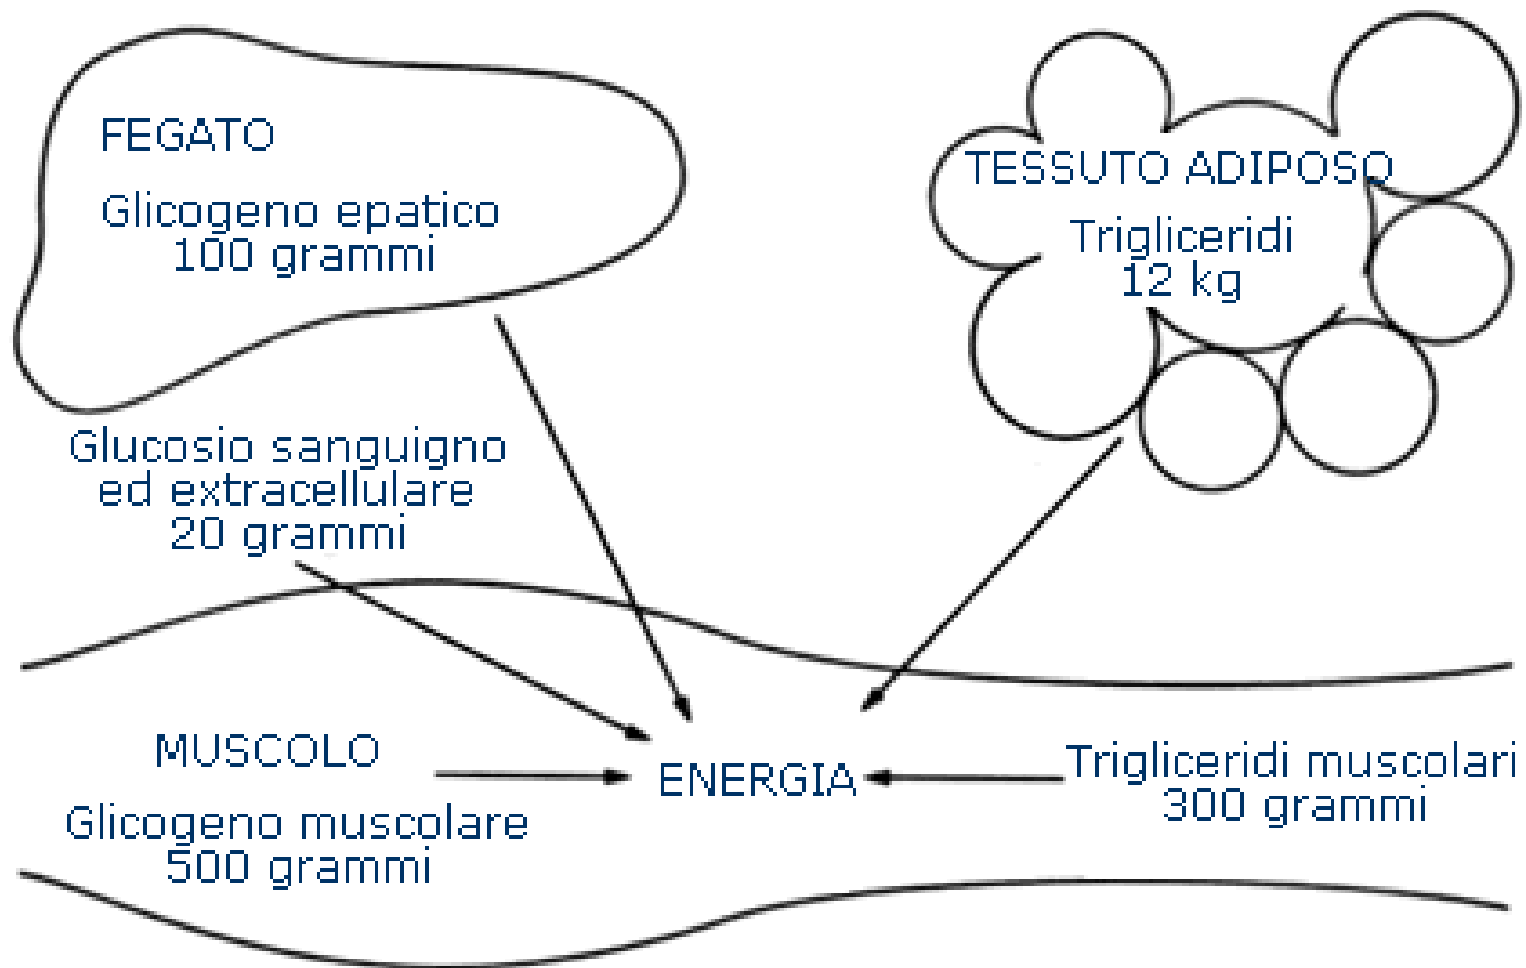 FEGATO
Glicogeno epatico
100 grammi
TESSUTO ADIPOSO
Trigliceridi
12 kg
Glucosio sanguigno
ed extracellulare
20 grammi
MUSCOLO
Glicogeno muscolare
500 grammi
ENERGIA
Trigliceridi muscolari
300 grammi